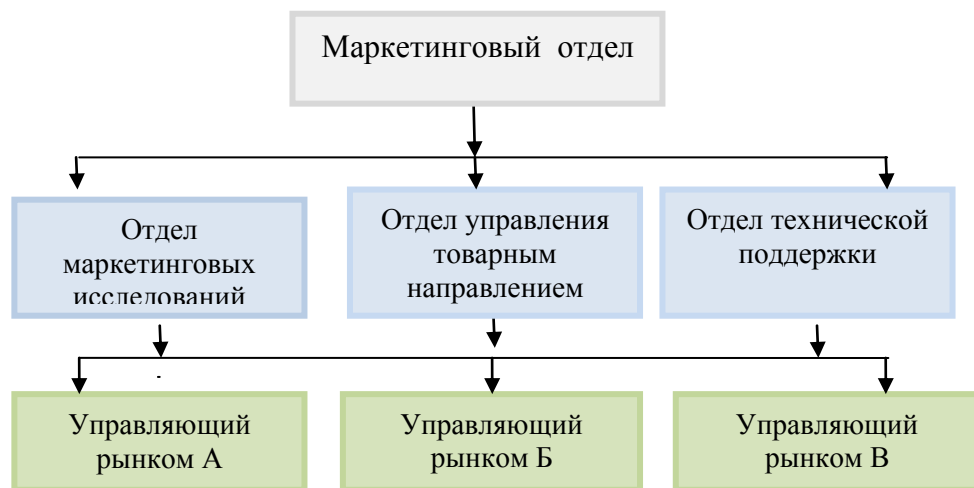 Маркетинговый отдел
Отдел
маркетинговых
исследований
Отдел управления
товарным
направлением
Отдел технической
поддержки
Управляющий
рынком А
Управляющий
рынком Б
Управляющий
рынком В